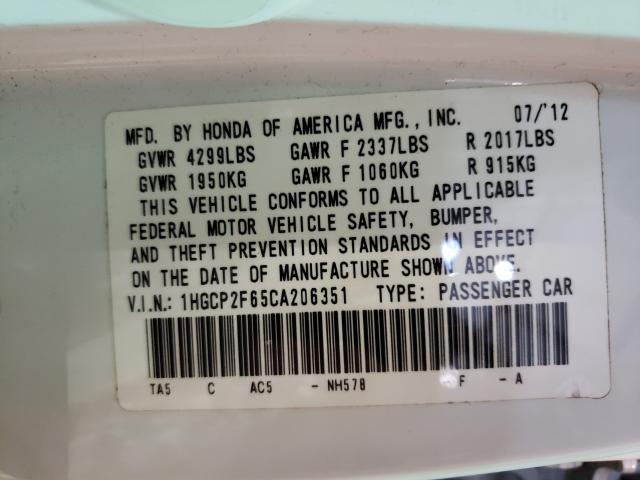 MFD. BY HONDA OF AMERICA MFG., INC. 07/'12
GVWR 4299LBS GAWR F 2337LBS R 2017LBS
GVWR 1950KG GAWR F 1060KG R 915KG
THIS VEHICLE CONFORMS TO ALL APPLICABLE
FEDERAL MOTOR VEHICLE SAFETY, BUMPER,
AND THEFT PREVENTION STANDARDS IN EFFECT
ON THE DATE OF MANUFACTURE SHOWN ABOVE.
V.I.N.: 1HGCP2F65CA206351 TYPE: PASSENGER CAR
TA5 C AC5 - NH578 F - A